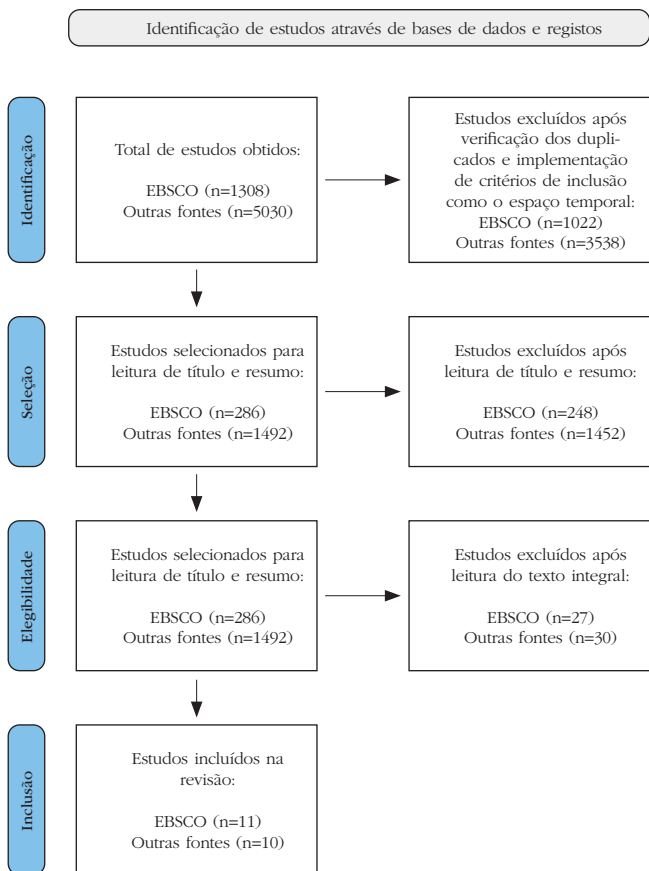 Identificação de estudos através de bases de dados e registos
Identificação
Total de estudos obtidos:
EBSCO (n=1308)
Outras fontes (n=5030)
Estudos excluídos após
verificação dos dupli-
cados e implementação
de critérios de inclusão
como o espaço temporal:
EBSCO (n=1022)
Outras fontes (n=3538)
Seleção
Estudos selecionados para
leitura de título e resumo:
EBSCO (n=286)
Outras fontes (n=1492)
Estudos excluídos após
leitura de título e resumo:
EBSCO (n=248)
Outras fontes (n=1452)
Elegibilidade
Estudos selecionados para
leitura de título e resumo:
EBSCO (n=286)
Outras fontes (n=1492)
Estudos excluídos após
leitura do texto integral:
EBSCO (n=27)
Outras fontes (n=30)
Inclusão
Estudos incluídos na
revisão:
EBSCO (n=11)
Outras fontes (n=10)